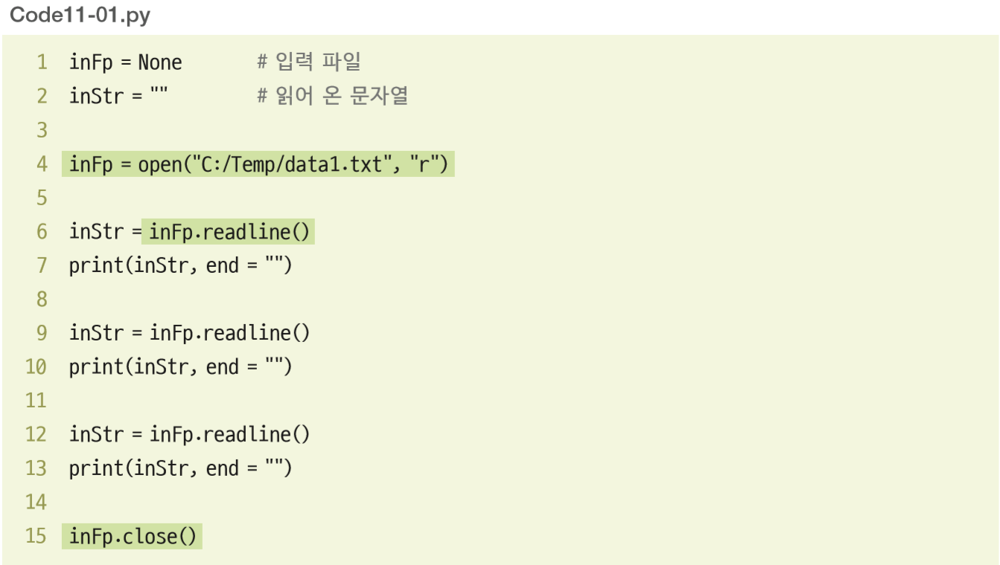 Code11-01.py
1 inFp = None # 입력 파일
2 inStr = "" # 읽어 온 문자열
3
4 inFp = open("C:/Temp/data1.txt", "r")
5
6 inStr = inFp.readline()
7 print(inStr, end = "")
8
9 inStr = inFp.readline()
10 print(inStr, end = "")
11
12 inStr = inFp.readline()
13 print(inStr, end = "")
14
15 inFp.close()